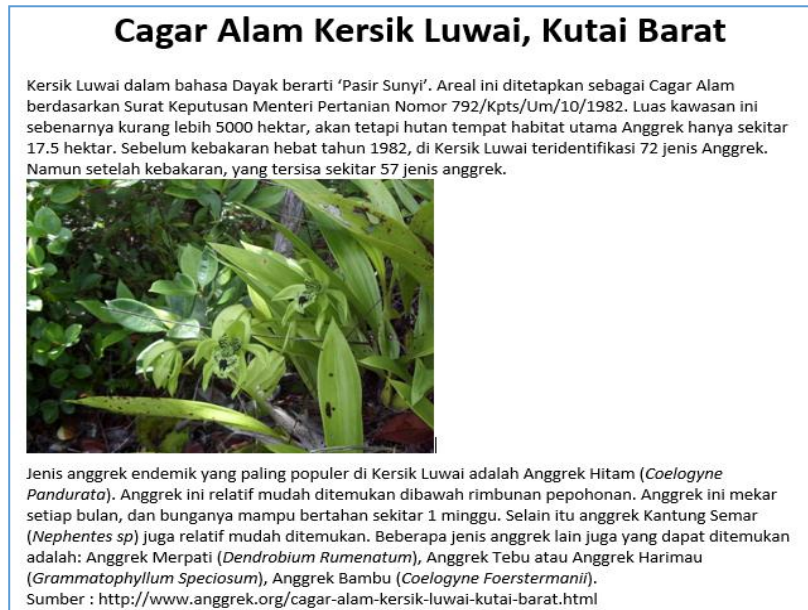 Cagar Alam Kersik Luwai, Kutai Barat
Kersik Luwai dalam bahasa Dayak berarti ‘Pasir Sunyi’. Areal ini ditetapkan sebagai Cagar Alam
berdasarkan Surat Keputusan Menteri Pertanian Nomor 792/Kpts/Um/10/1982. Luas kawasan ini
sebenarnya kurang lebih 5000 hektar, akan tetapi hutan tempat habitat utama Anggrek hanya sekitar
17.5 hektar. Sebelum kebakaran hebat tahun 1982, di Kersik Luwai teridentifikasi 72 jenis Anggrek.
Namun setelah kebakaran, yang tersisa sekitar 57 jenis anggrek.
Jenis anggrek endemik yang paling populer di Kersik Luwai adalah Anggrek Hitam (Coelogyne
Pandurata). Anggrek ini relatif mudah ditemukan dibawah rimbunan pepohonan. Anggrek ini mekar
setiap bulan, dan bunganya mampu bertahan sekitar 1 minggu. Selain itu anggrek Kantung Semar
(Nephentes sp) juga relatif mudah ditemukan. Beberapa jenis anggrek lain juga yang dapat ditemukan
adalah: Anggrek Merpati (Dendrobium Rumenatum), Anggrek Tebu atau Anggrek Harimau
(Grammatophyllum Speciosum), Anggrek Bambu (Coelogyne Foerstermanii).
Sumber : http://www.anggrek.org/cagar-alam-kersik-luwai-kutai-barat.html